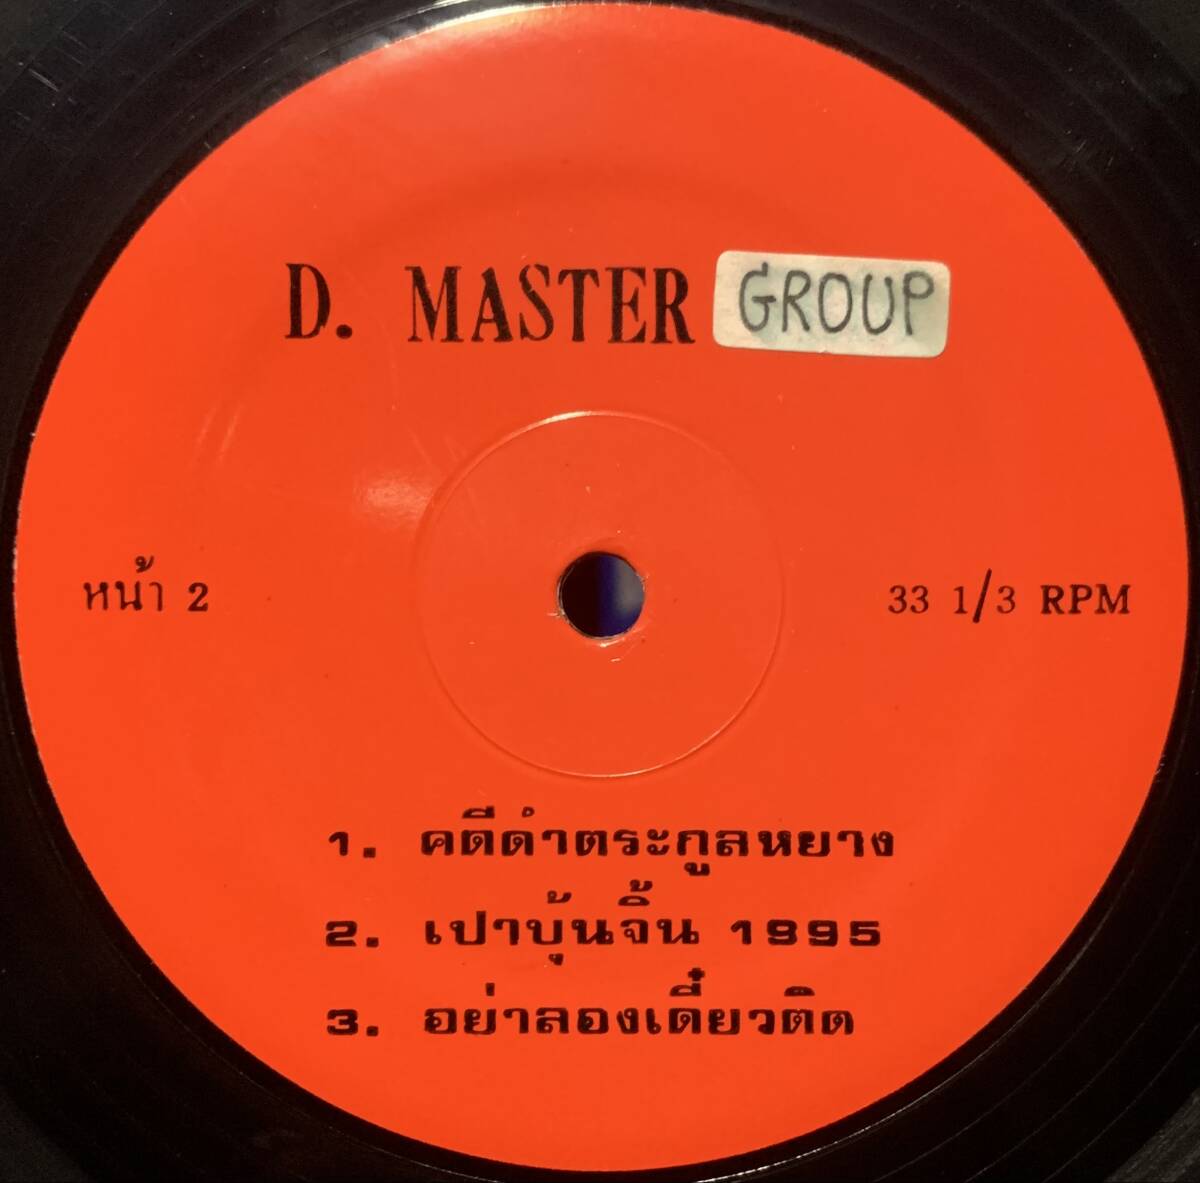 D. MASTER GROUP
หน้า 2
33 1/3 RPM
1. คดีดำตระกูลหยาง
2. เปาบุ้นจิ้น 1995
3. อย่าลองเดี๋ยวติด